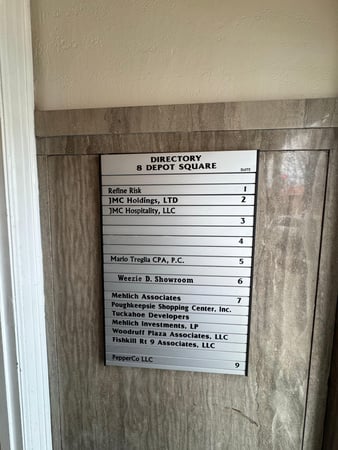 DIRECTORY
8 DEPOT SQUARE
SUITE
Refine Risk 1
JMC Holdings, LTD 2
JMC Hospitality, LLC
3
4
Mario Treglia CPA, P.C. 5
Weezie D. Showroom 6
Mehlich Associates 7
Poughkeepsie Shopping Center, Inc.
Tuckahoe Developers
Mehlich Investments, LP
Woodruff Plaza Associates, LLC
Fishkill Rt 9 Associates, LLC
PepperCo LLC 9